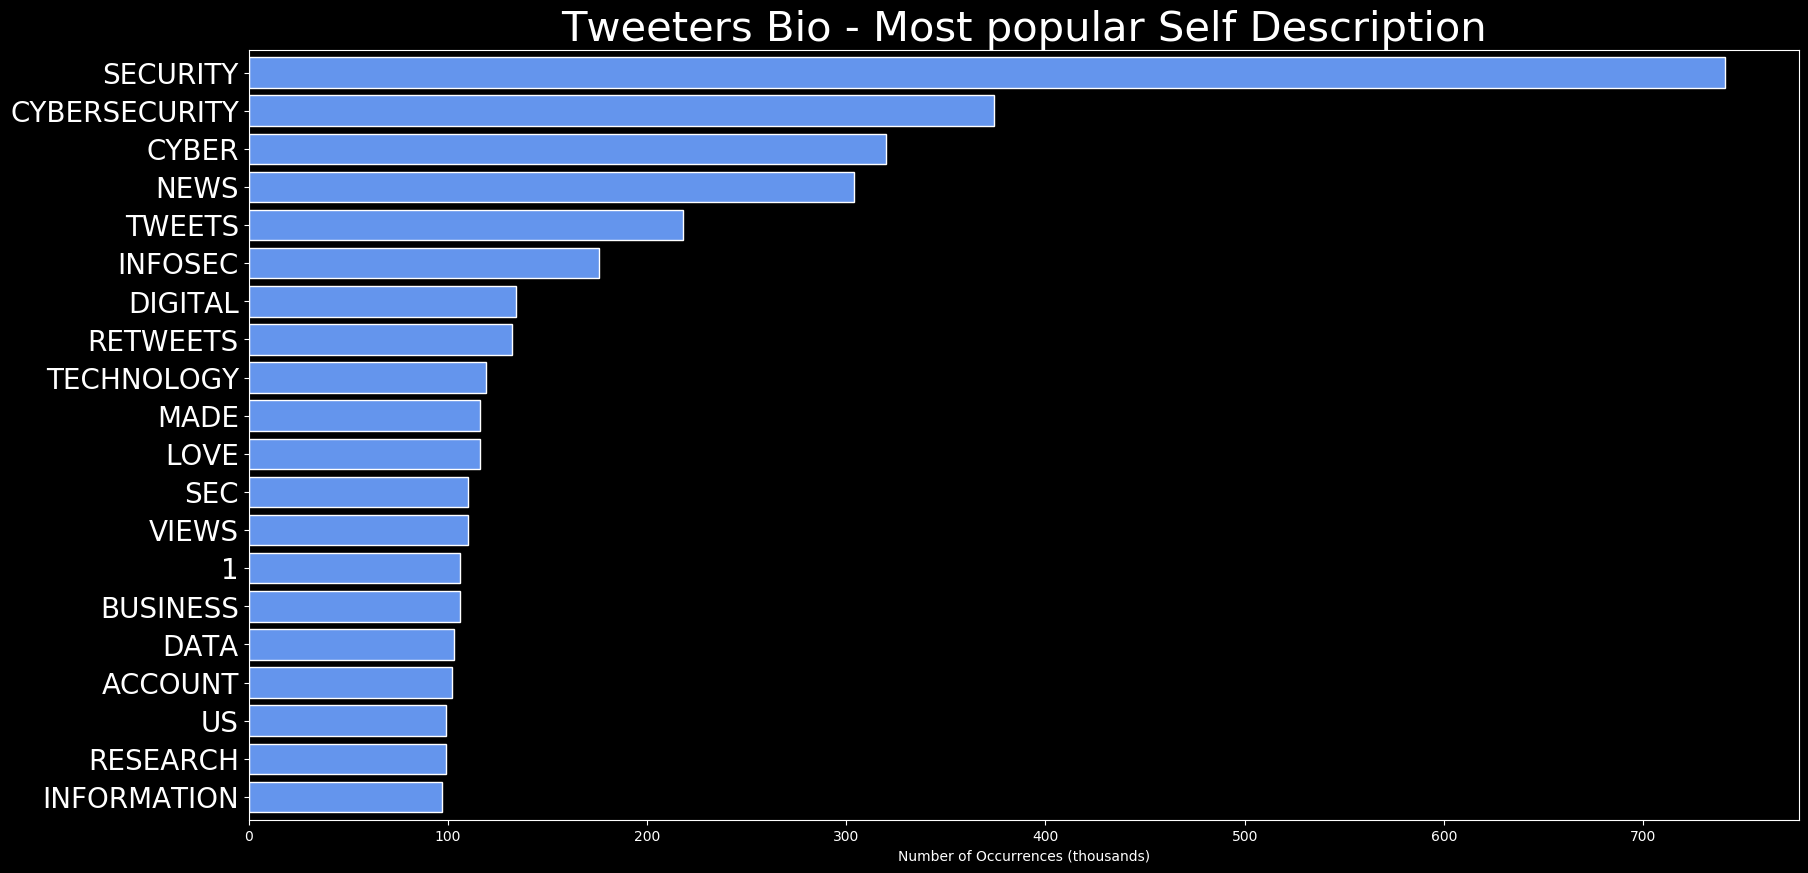 Tweeters Bio - Most popular Self Description
SECURITY
CYBERSECURITY
CYBER
NEWS
TWEETS
INFOSEC
DIGITAL
RETWEETS
TECHNOLOGY
MADE
LOVE
SEC
VIEWS
1
BUSINESS
DATA
ACCOUNT
US
RESEARCH
INFORMATION
0 100 200 300 400 500 600 700
Number of Occurrences (thousands)